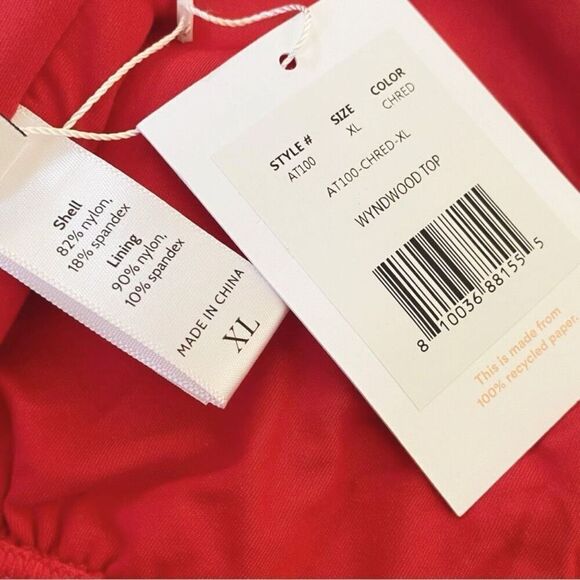 Shell
82% nylon,
18% spandex
Lining
90% nylon,
10% spandex
MADE IN CHINA
XL
STYLE # SIZE COLOR
AT100 XL CHRED
AT100-CHRED-XL
WYNDWOOD TOP
8 10036 88155 5
This is made from
100% recycled paper.